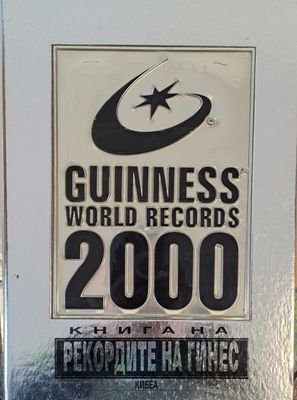 GUINNESS
WORLD RECORDS
2000
КНИГА НА
РЕКОРДИТЕ НА ГИНЕС
КИБЕА